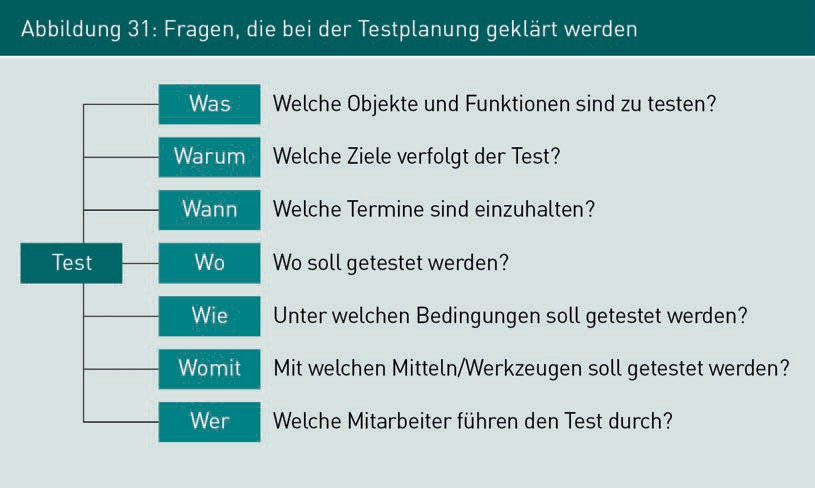 Abbildung 31: Fragen, die bei der Testplanung geklärt werden
Was Welche Objekte und Funktionen sind zu testen?
Warum Welche Ziele verfolgt der Test?
Wann Welche Termine sind einzuhalten?
Test Wo Wo soll getestet werden?
Wie Unter welchen Bedingungen soll getestet werden?
Womit Mit welchen Mitteln/Werkzeugen soll getestet werden?
Wer Welche Mitarbeiter führen den Test durch?